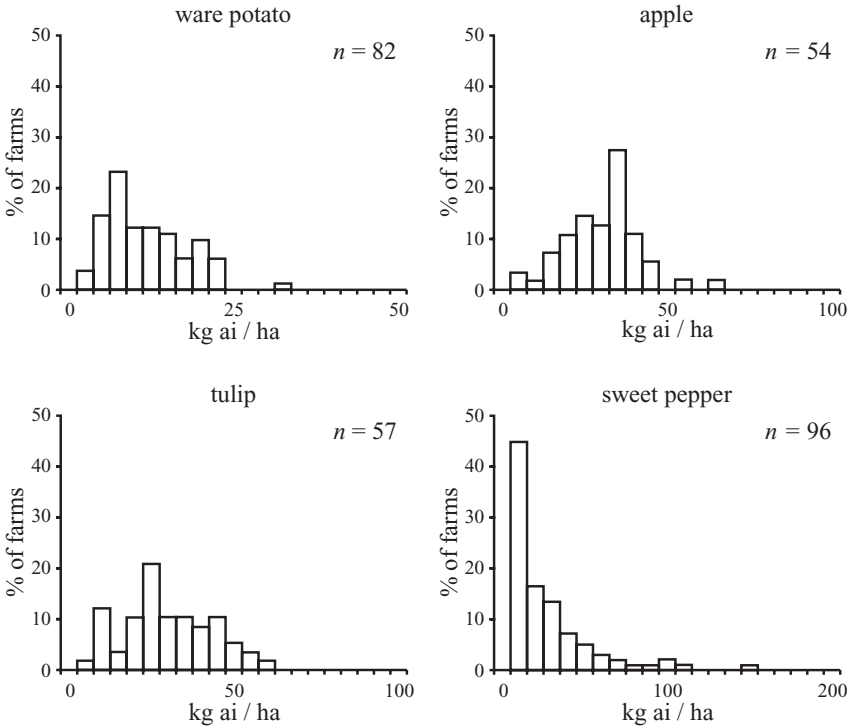 ware potato
n = 82
50
40
30
20
10
0
% of farms
0 25 50
kg ai / ha
apple
n = 54
50
40
30
20
10
0
% of farms
0 50 100
kg ai / ha
tulip
n = 57
50
40
30
20
10
0
% of farms
0 50 100
kg ai / ha
sweet pepper
n = 96
50
40
30
20
10
0
% of farms
0 100 200
kg ai / ha